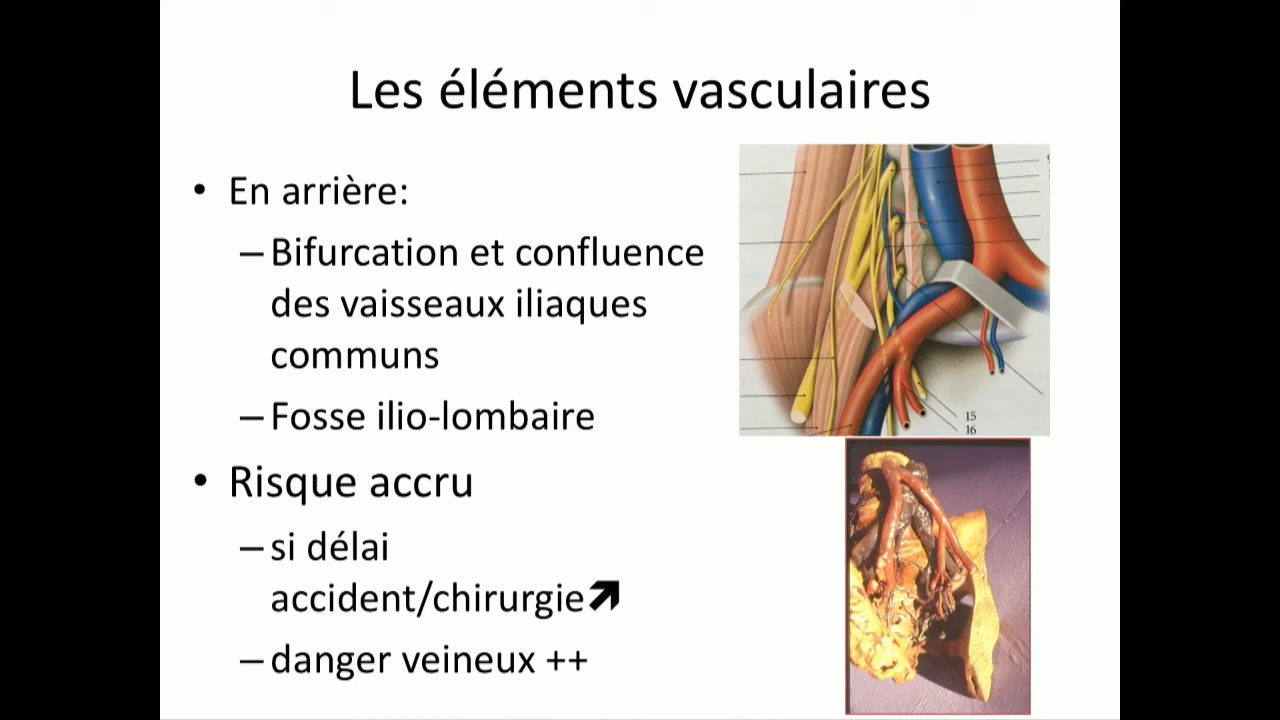 Les éléments vasculaires
• En arrière:
– Bifurcation et confluence
des vaisseaux iliaques
communs
– Fosse ilio-lombaire
• Risque accru
– si délai
accident/chirurgie↗
– danger veineux ++
15
16